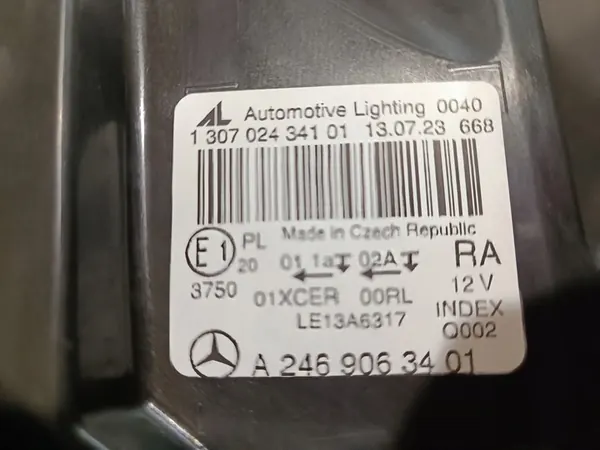 AL Automotive Lighting 0040
1 307 024 341 01 13.07.23 668
Made in Czech Republic
E1 PL 01 1a 02A RA
3750 20 12 V
01XCER 00RL INDEX
LE13A6317 Q002
A 246 906 34 01